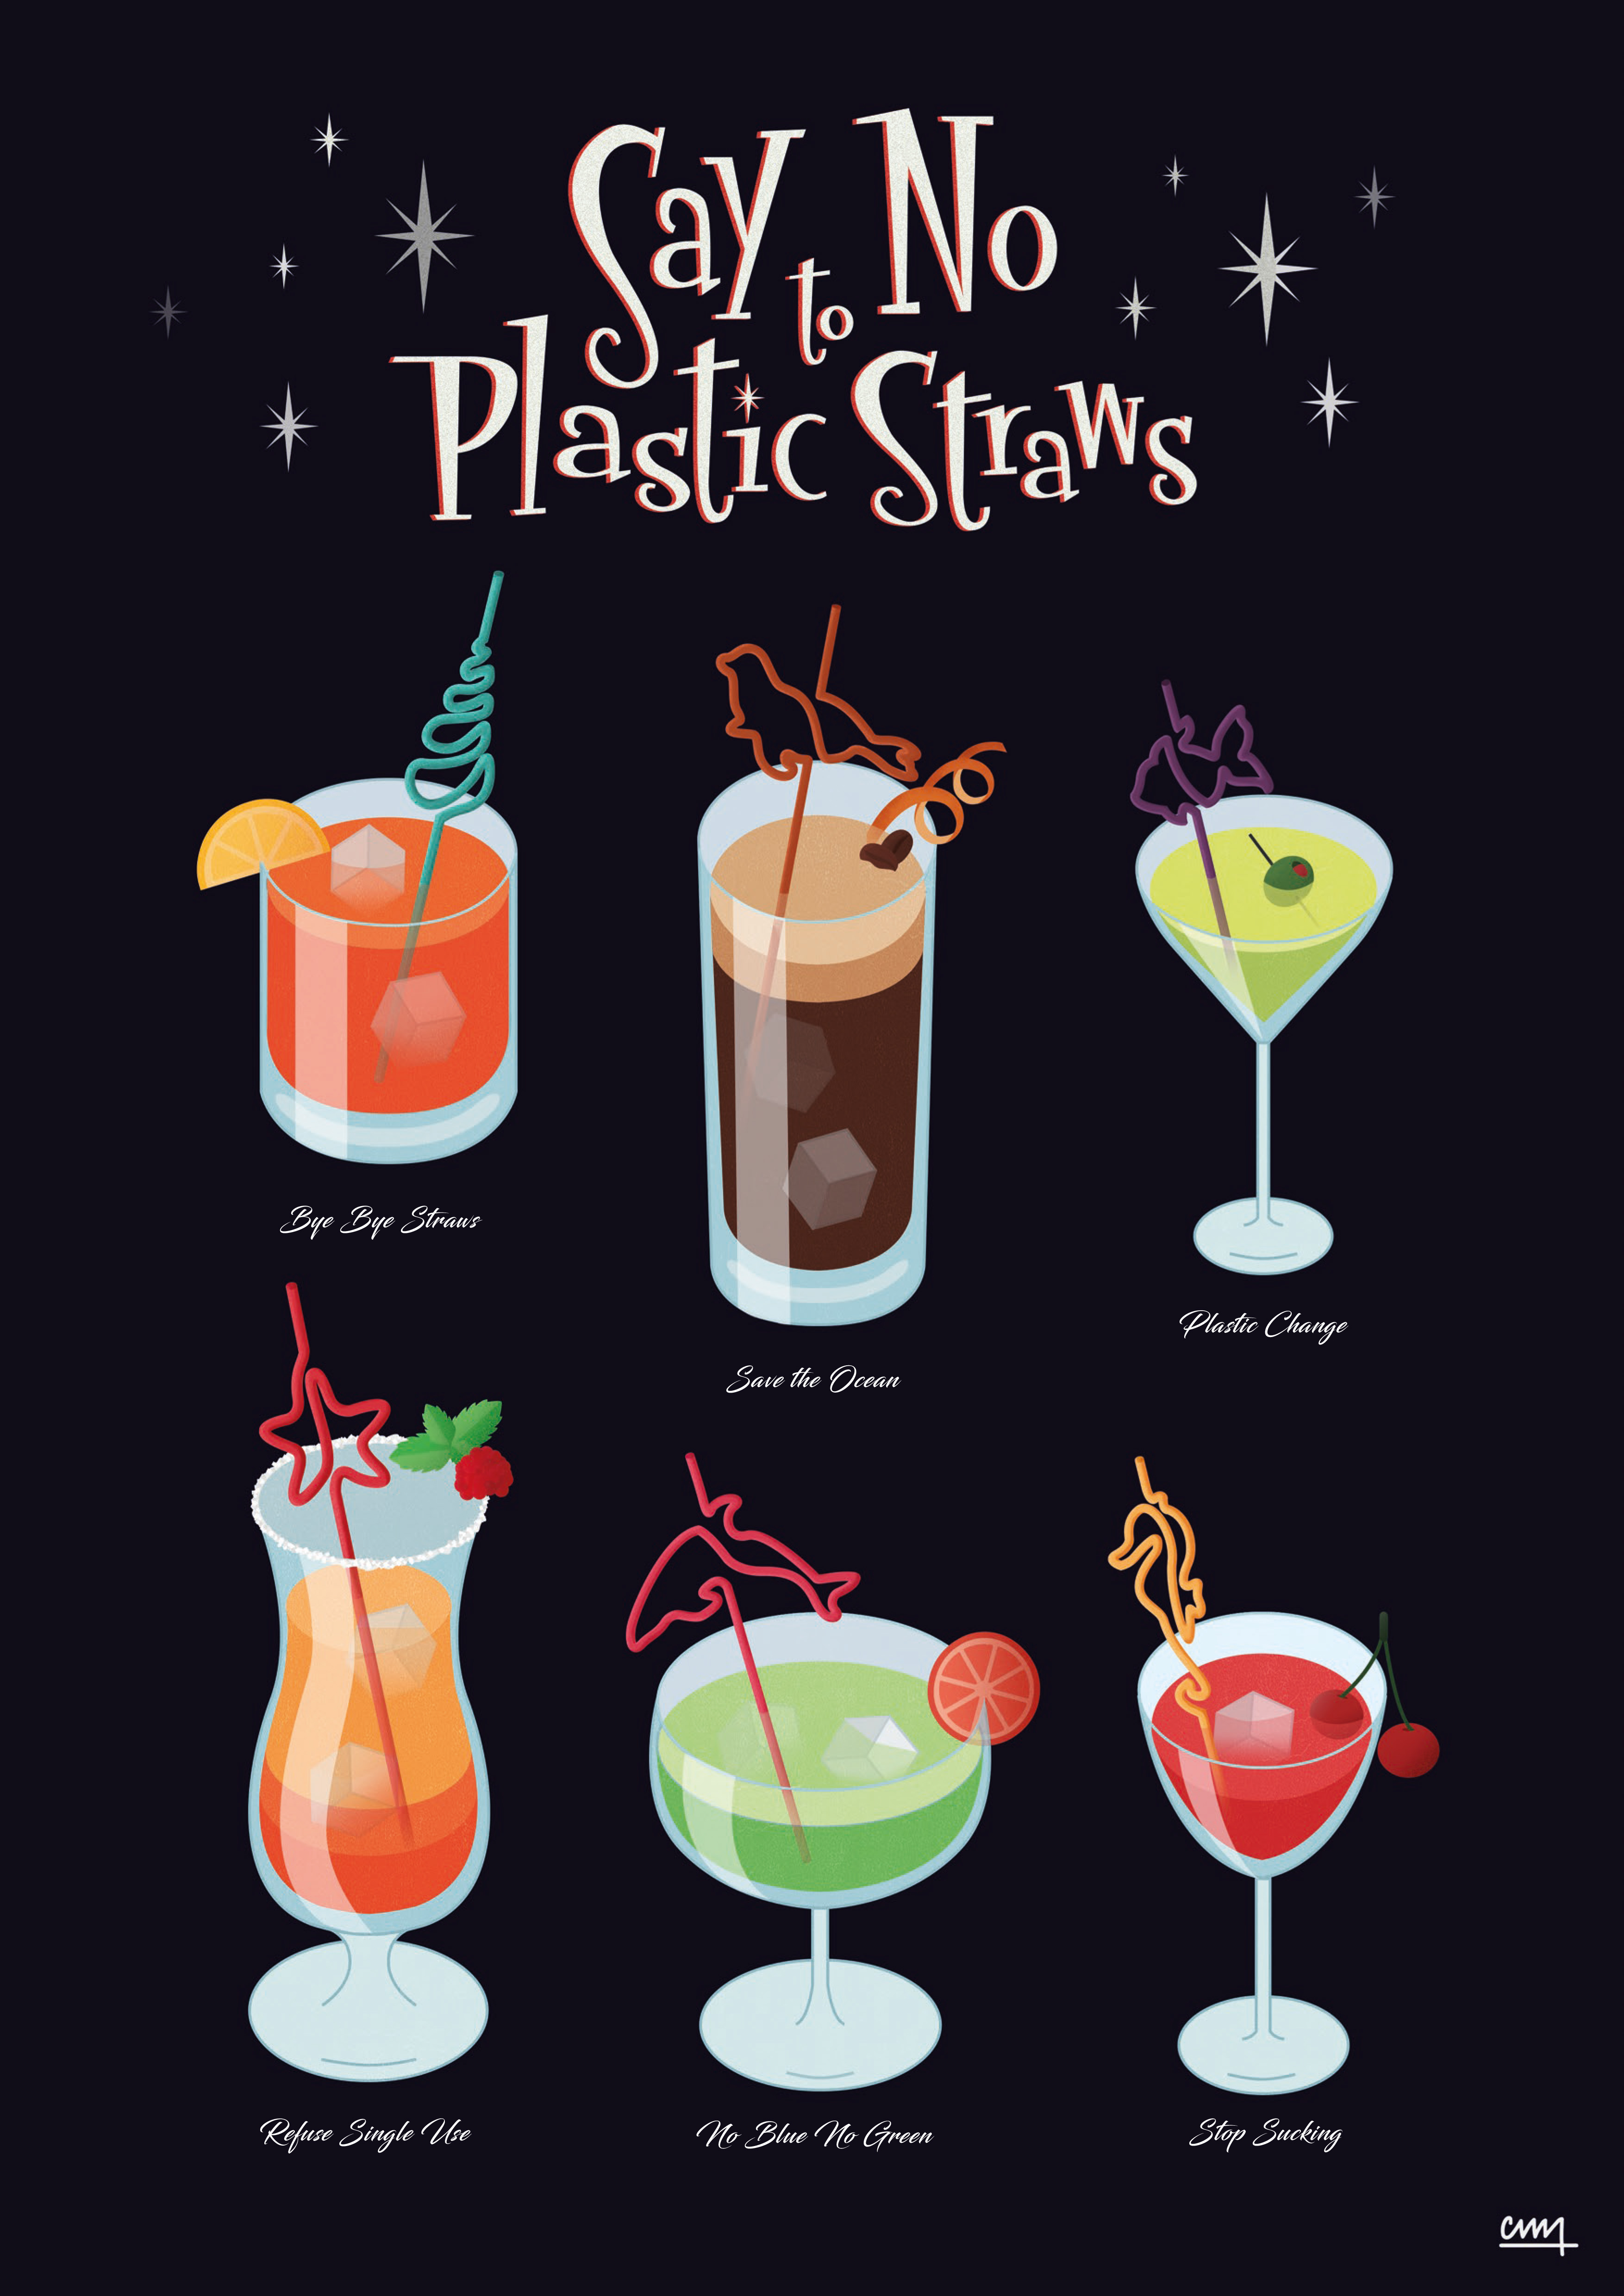 Say to No
Plastic Straws
Bye Bye Straws
Save the Ocean
Plastic Change
Refuse Single Use
No Blue No Green
Stop Sucking